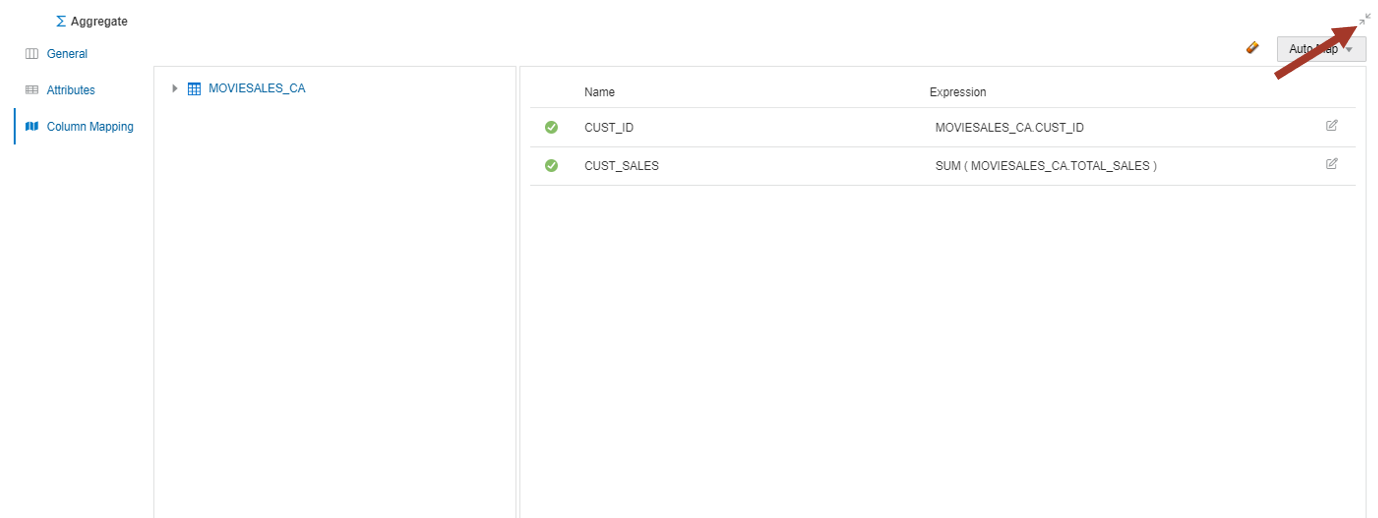 Aggregate
General
Attributes
Column Mapping
Auto Map
MOVIESALES_CA
Name Expression
CUST_ID MOVIESALES_CA.CUST_ID
CUST_SALES SUM ( MOVIESALES_CA.TOTAL_SALES )